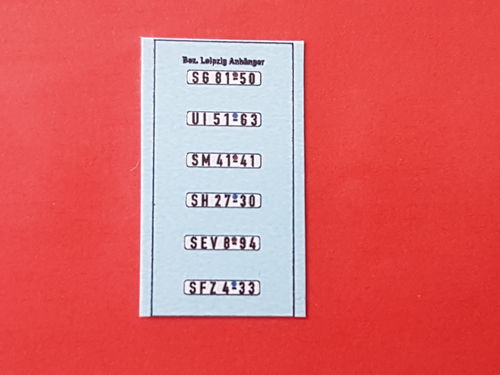 Bez. Leipzig Anhänger
SG 81-50
UI 51-63
SM 41-41
SH 27-30
SEV 8-94
SFZ 4-33